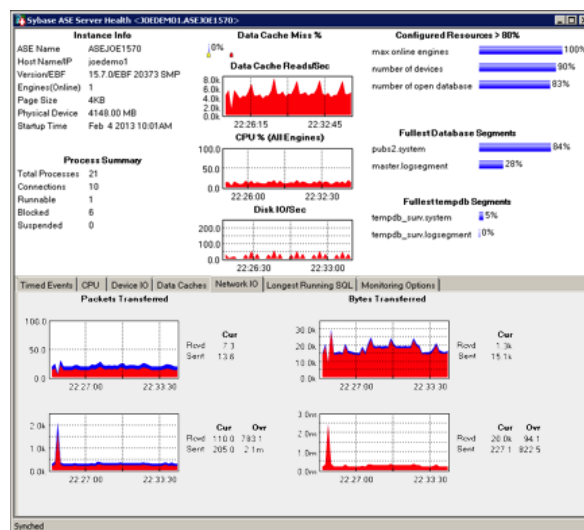 Sybase ASE Server Health <JOEDEMO1.ASEJOE1570>
Instance Info
ASE Name ASEJOE1570
Host Name/IP joedemo1
Version/EBF 15.7.0/EBF 20373 SMP
Engines(Online) 1
Page Size 4KB
Physical Device 4148.00 MB
Startup Time Feb 4 2013 10:01AM
Process Summary
Total Processes 21
Connections 10
Runnable 1
Blocked 6
Suspended 0
Data Cache Miss %
0%
Data Cache Reads/Sec
8.0k
6.0k
4.0k
2.0k
0.0
22:26:15 22:32:45
CPU % (All Engines)
100.0
50.0
0.0
22:26:00 22:32:30
Disk IO/Sec
200.0
100.0
0.0
22:26:30 22:33:00
Configured Resources > 80%
max online engines 100%
number of devices 90%
number of open database 83%
Fullest Database Segments
pubs2.system 84%
master.logsegment 28%
Fullest tempdb Segments
tempdb_surv.system 5%
tempdb_surv.logsegment 0%
Timed Events CPU Device IO Data Caches Network IO Longest Running SQL Monitoring Options
Packets Transferred
100.0
50.0
0.0
22:27:00 22:33:30
Cur
Rcvd 7.3
Sent 13.6
2.0k
1.0k
0.0k
22:27:00 22:33:30
Cur Ovr
Rcvd 110.0 783.1
Sent 205.0 2.1m
Bytes Transferred
30.0k
20.0k
10.0k
0.0
22:27:00 22:33:30
Cur
Rcvd 1.3k
Sent 15.1k
3.0m
2.0m
1.0m
0.0m
22:27:00 22:33:30
Cur Ovr
Rcvd 20.0k 94.1
Sent 227.1 822.5
Synched